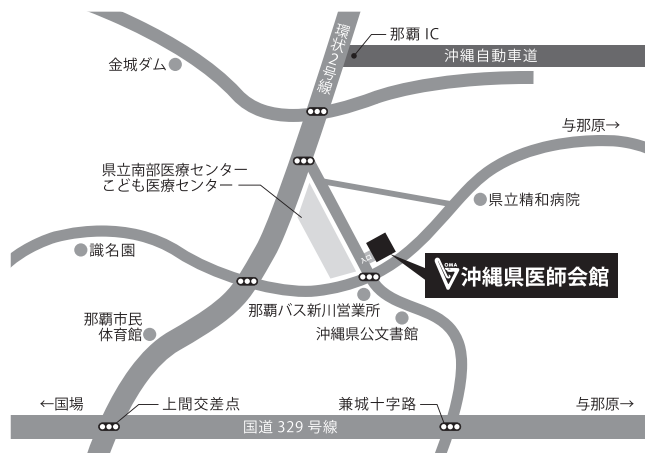 環状2号線
那覇 IC
沖縄自動車道
金城ダム
与那原→
県立南部医療センター
こども医療センター
県立精和病院
識名園
入口
OMA
沖縄県医師会館
那覇バス新川営業所
沖縄県公文書館
那覇市民
体育館
←国場
上間交差点
兼城十字路
与那原→
国道 329 号線